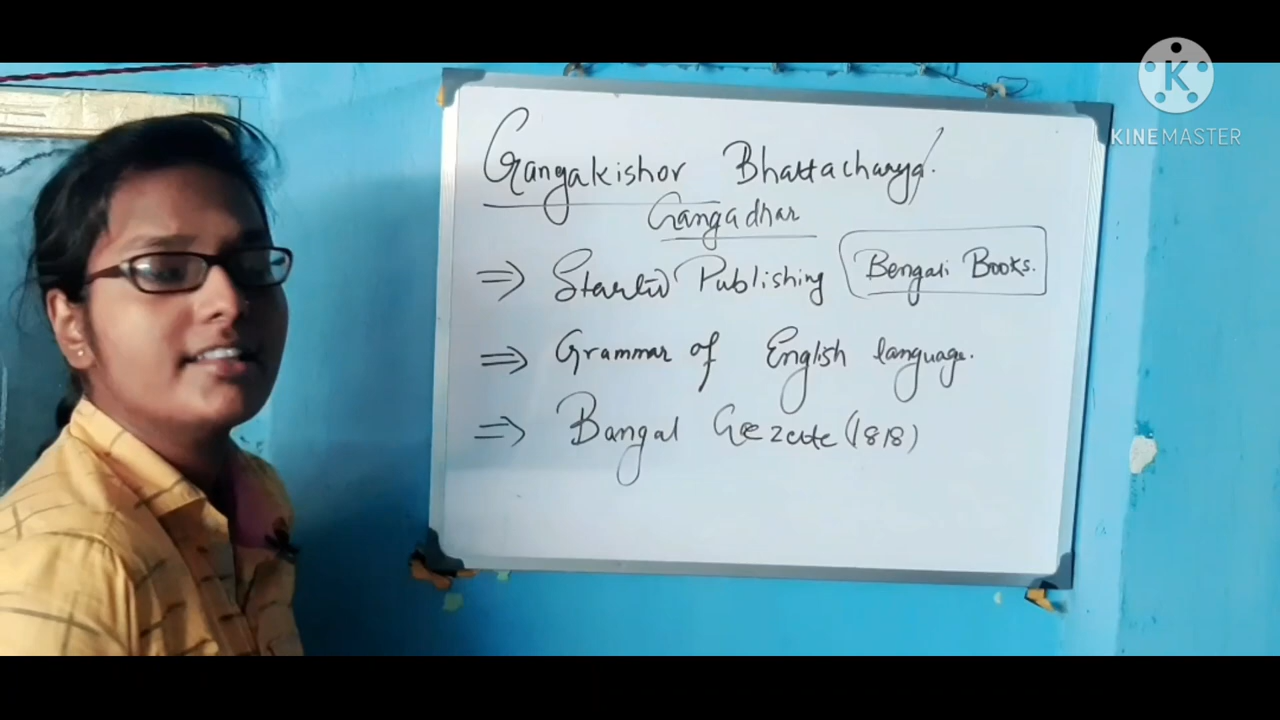 KINEMASTER
Gangakishor Bhattacharya.
Gangadhar
⇒ Started Publishing Bengali Books.
⇒ Grammar of English language.
⇒ Bangal Gezette (1818)